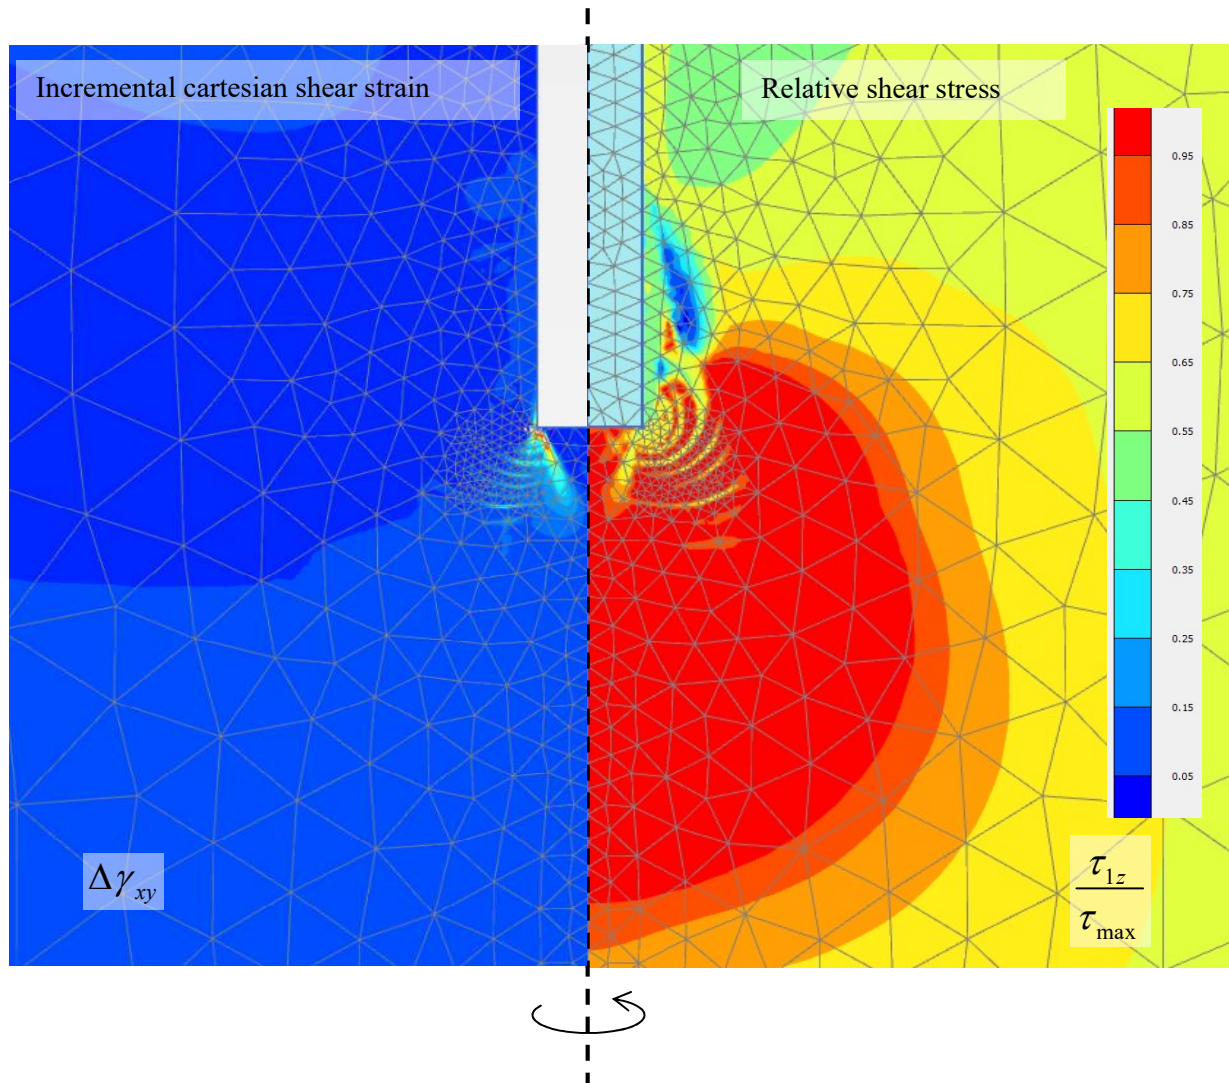 Incremental cartesian shear strain
Relative shear stress
0.95
0.85
0.75
0.65
0.55
0.45
0.35
0.25
0.15
0.05
Δγxy
τ1z
τmax